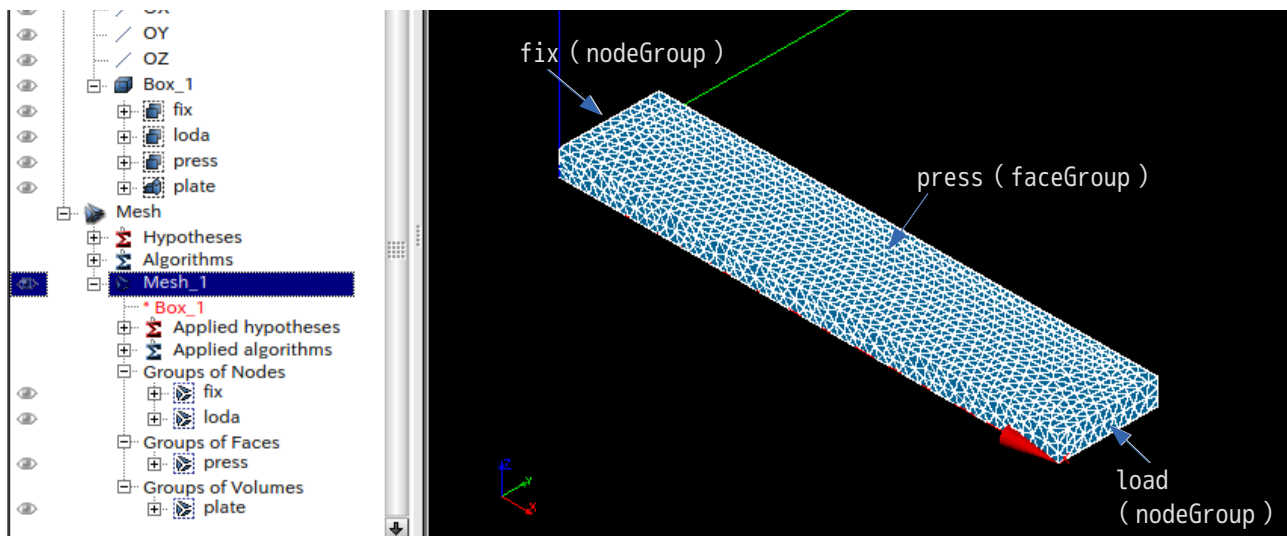 OX
OY
OZ
Box_1
fix
loda
press
plate
Mesh
Hypotheses
Algorithms
Mesh_1
* Box_1
Applied hypotheses
Applied algorithms
Groups of Nodes
fix
loda
Groups of Faces
press
Groups of Volumes
plate
fix（nodeGroup）
press（faceGroup）
load
（nodeGroup）
Z
Y
X